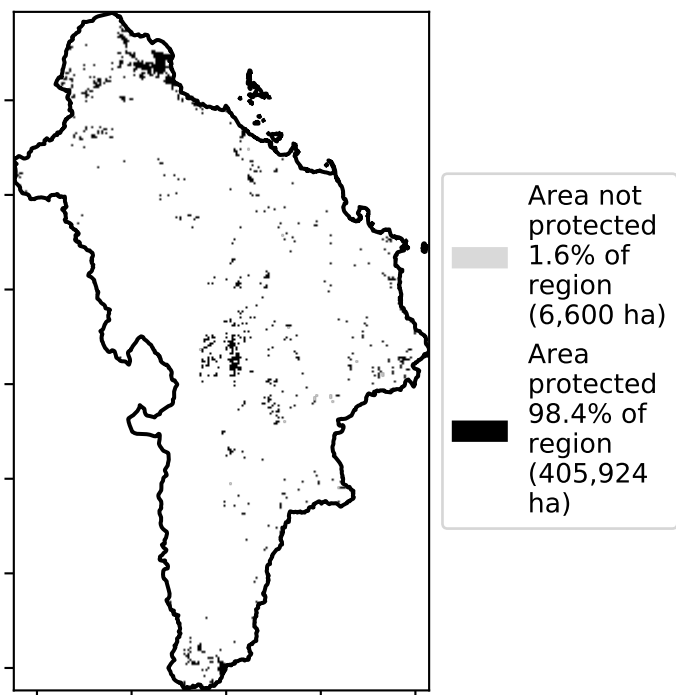 Area not
protected
1.6% of
region
(6,600 ha)
Area
protected
98.4% of
region
(405,924
ha)